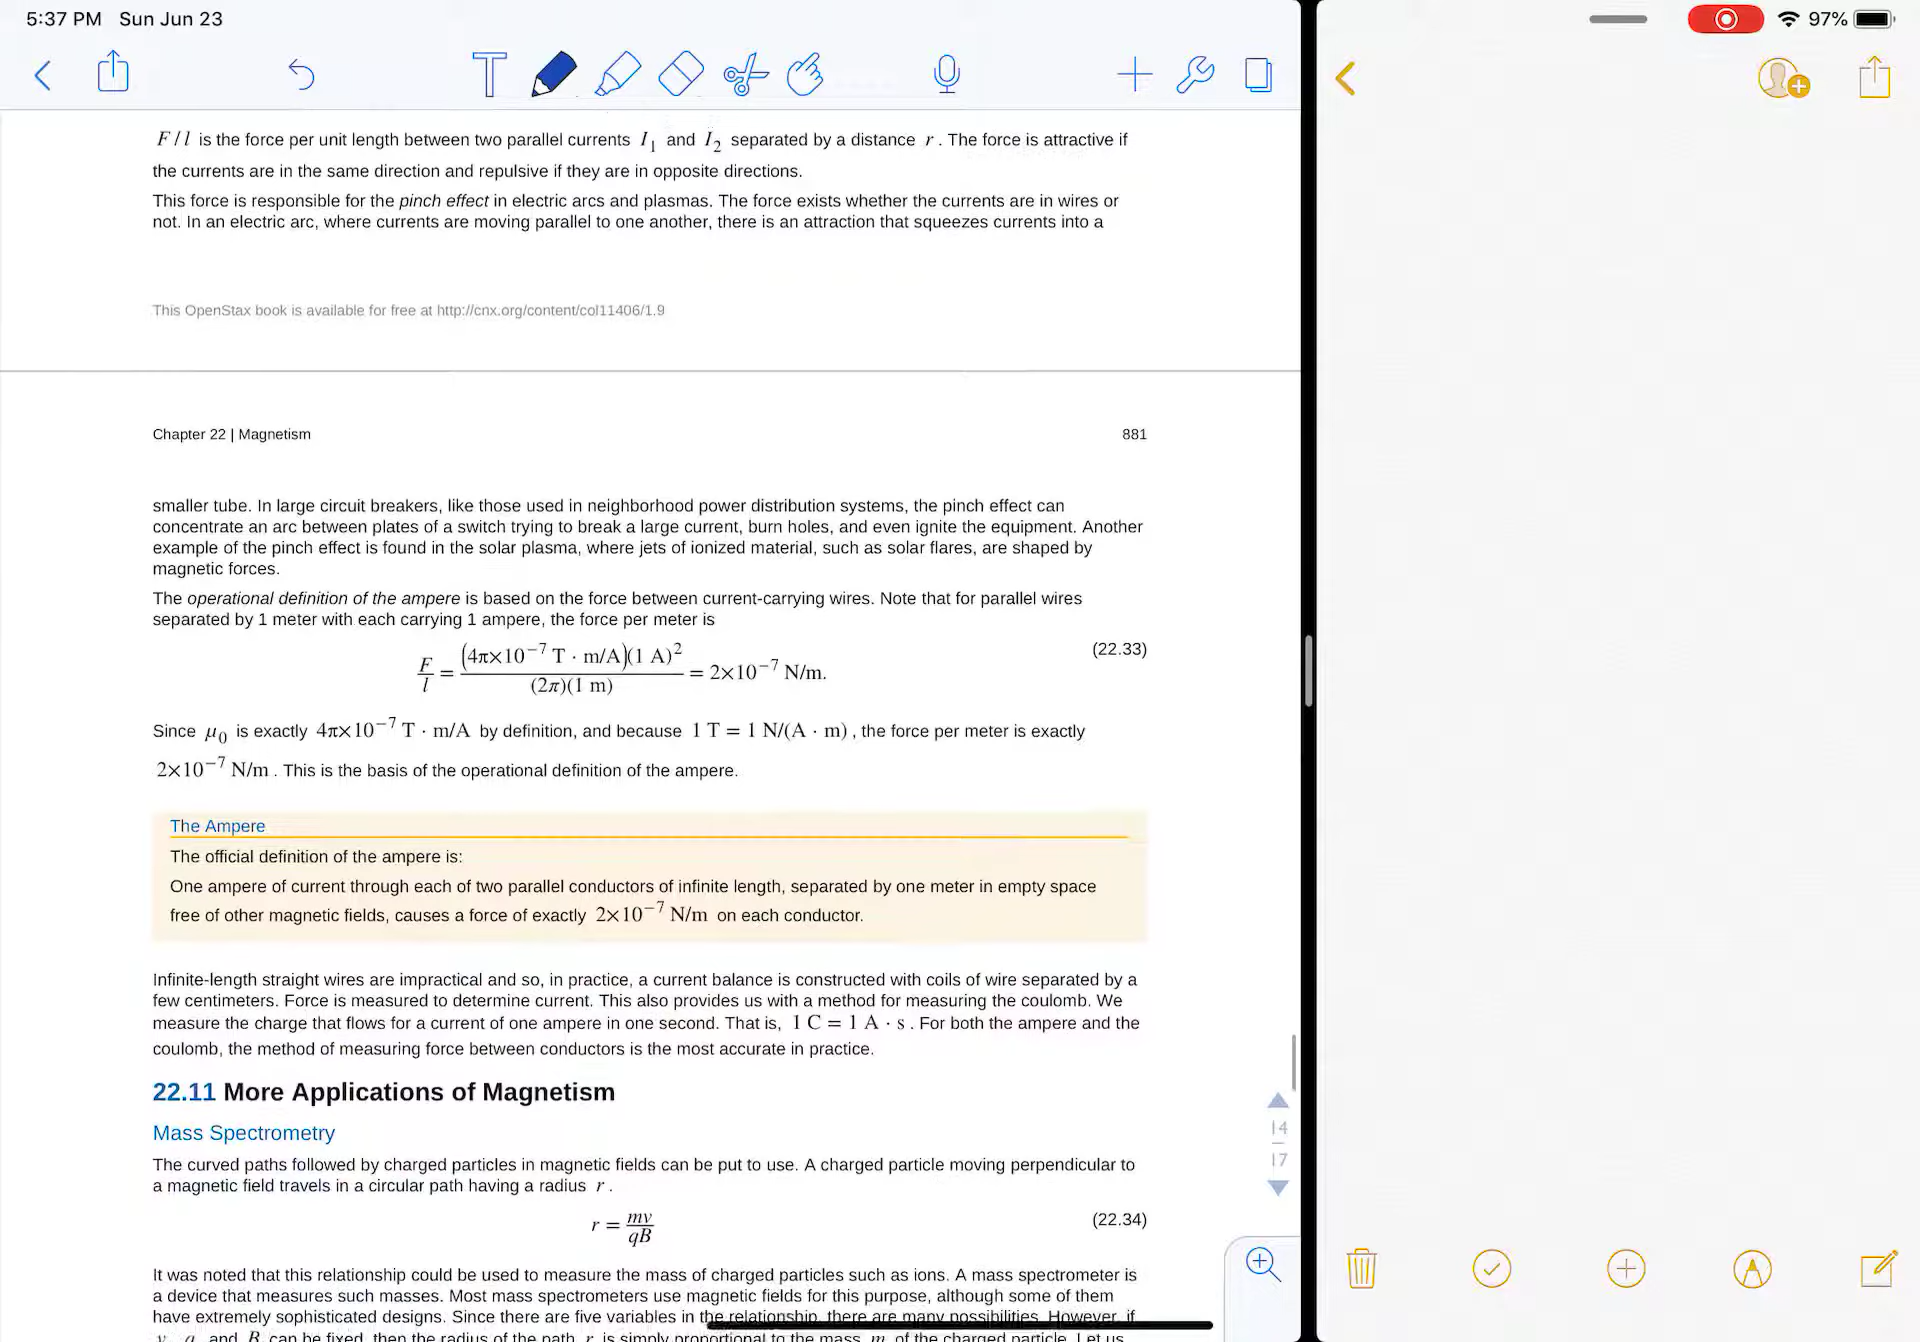 5:37 PM Sun Jun 23
97%
F/l is the force per unit length between two parallel currents I₁ and I₂ separated by a distance r. The force is attractive if
the currents are in the same direction and repulsive if they are in opposite directions.
This force is responsible for the pinch effect in electric arcs and plasmas. The force exists whether the currents are in wires or
not. In an electric arc, where currents are moving parallel to one another, there is an attraction that squeezes currents into a
This OpenStax book is available for free at http://cnx.org/content/col11406/1.9
Chapter 22 | Magnetism 881
smaller tube. In large circuit breakers, like those used in neighborhood power distribution systems, the pinch effect can
concentrate an arc between plates of a switch trying to break a large current, burn holes, and even ignite the equipment. Another
example of the pinch effect is found in the solar plasma, where jets of ionized material, such as solar flares, are shaped by
magnetic forces.
The operational definition of the ampere is based on the force between current-carrying wires. Note that for parallel wires
separated by 1 meter with each carrying 1 ampere, the force per meter is
F/l = (4π×10⁻⁷ T · m/A)(1 A)² / (2π)(1 m) = 2×10⁻⁷ N/m. (22.33)
Since μ₀ is exactly 4π×10⁻⁷ T · m/A by definition, and because 1 T = 1 N/(A · m), the force per meter is exactly
2×10⁻⁷ N/m. This is the basis of the operational definition of the ampere.
The Ampere
The official definition of the ampere is:
One ampere of current through each of two parallel conductors of infinite length, separated by one meter in empty space
free of other magnetic fields, causes a force of exactly 2×10⁻⁷ N/m on each conductor.
Infinite-length straight wires are impractical and so, in practice, a current balance is constructed with coils of wire separated by a
few centimeters. Force is measured to determine current. This also provides us with a method for measuring the coulomb. We
measure the charge that flows for a current of one ampere in one second. That is, 1 C = 1 A · s. For both the ampere and the
coulomb, the method of measuring force between conductors is the most accurate in practice.
22.11 More Applications of Magnetism
Mass Spectrometry
The curved paths followed by charged particles in magnetic fields can be put to use. A charged particle moving perpendicular to
a magnetic field travels in a circular path having a radius r.
r = mv/qB (22.34)
It was noted that this relationship could be used to measure the mass of charged particles such as ions. A mass spectrometer is
a device that measures such masses. Most mass spectrometers use magnetic fields for this purpose, although some of them
have extremely sophisticated designs. Since there are five variables in the relationship, there are many possibilities. However, if
v, q, and B can be fixed, then the radius of the path r is simply proportional to the mass m of the charged particle. Let us
14
17